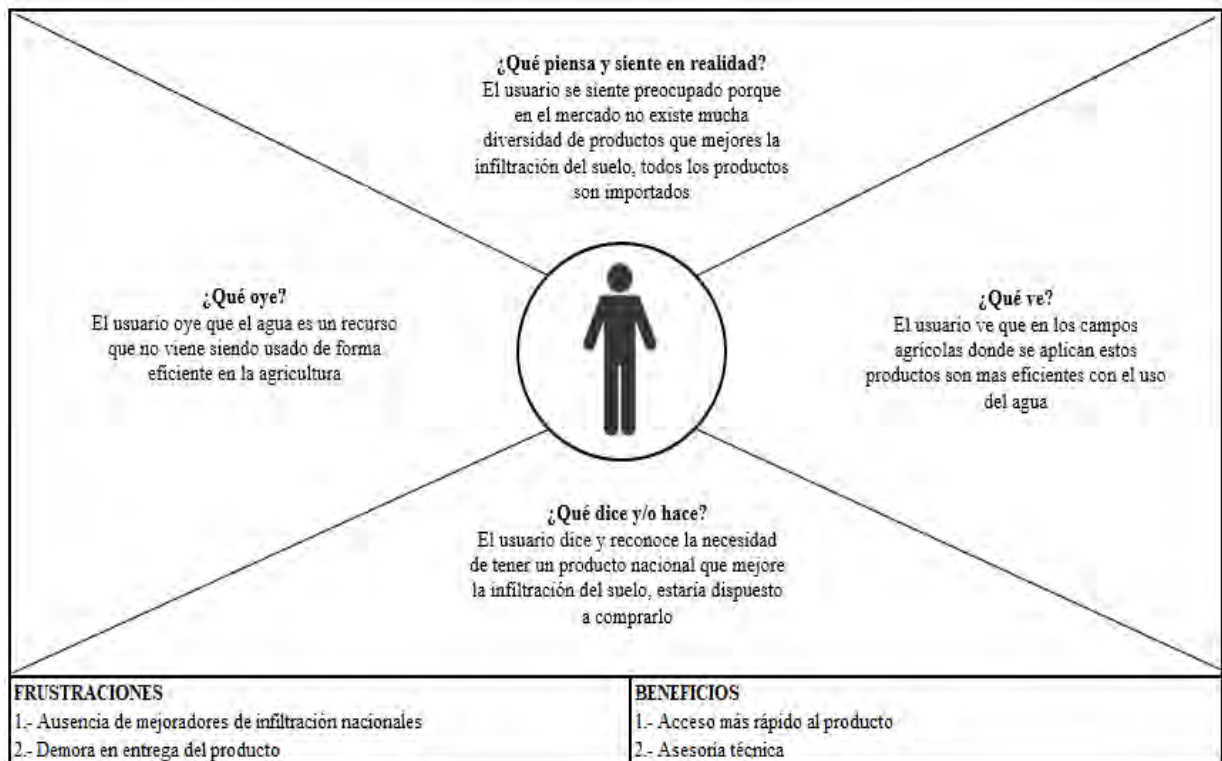 ¿Qué piensa y siente en realidad?
El usuario se siente preocupado porque
en el mercado no existe mucha
diversidad de productos que mejores la
infiltración del suelo, todos los productos
son importados
¿Qué oye?
El usuario oye que el agua es un recurso
que no viene siendo usado de forma
eficiente en la agricultura
¿Qué ve?
El usuario ve que en los campos
agrícolas donde se aplican estos
productos son mas eficientes con el uso
del agua
¿Qué dice y/o hace?
El usuario dice y reconoce la necesidad
de tener un producto nacional que mejore
la infiltración del suelo, estaría dispuesto
a comprarlo
FRUSTRACIONES
1.- Ausencia de mejoradores de infiltración nacionales
2.- Demora en entrega del producto
BENEFICIOS
1.- Acceso más rápido al producto
2.- Asesoría técnica